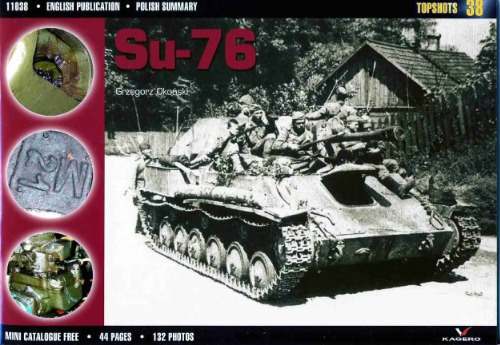 11038 • ENGLISH PUBLICATION • POLISH SUMMARY
TOPSHOTS 38
Su-76
Grzegorz Okoński
M21
MINI CATALOGUE FREE • 44 PAGES • 132 PHOTOS
KAGERO